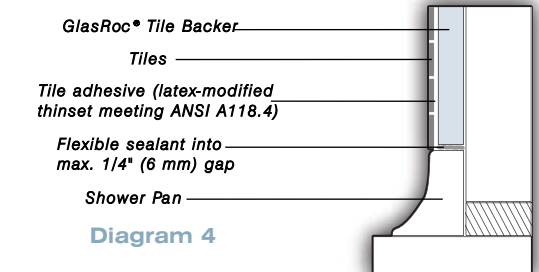 GlasRoc® Tile Backer
Tiles
Tile adhesive (latex-modified
thinset meeting ANSI A118.4)
Flexible sealant into
max. 1/4" (6 mm) gap
Shower Pan
Diagram 4